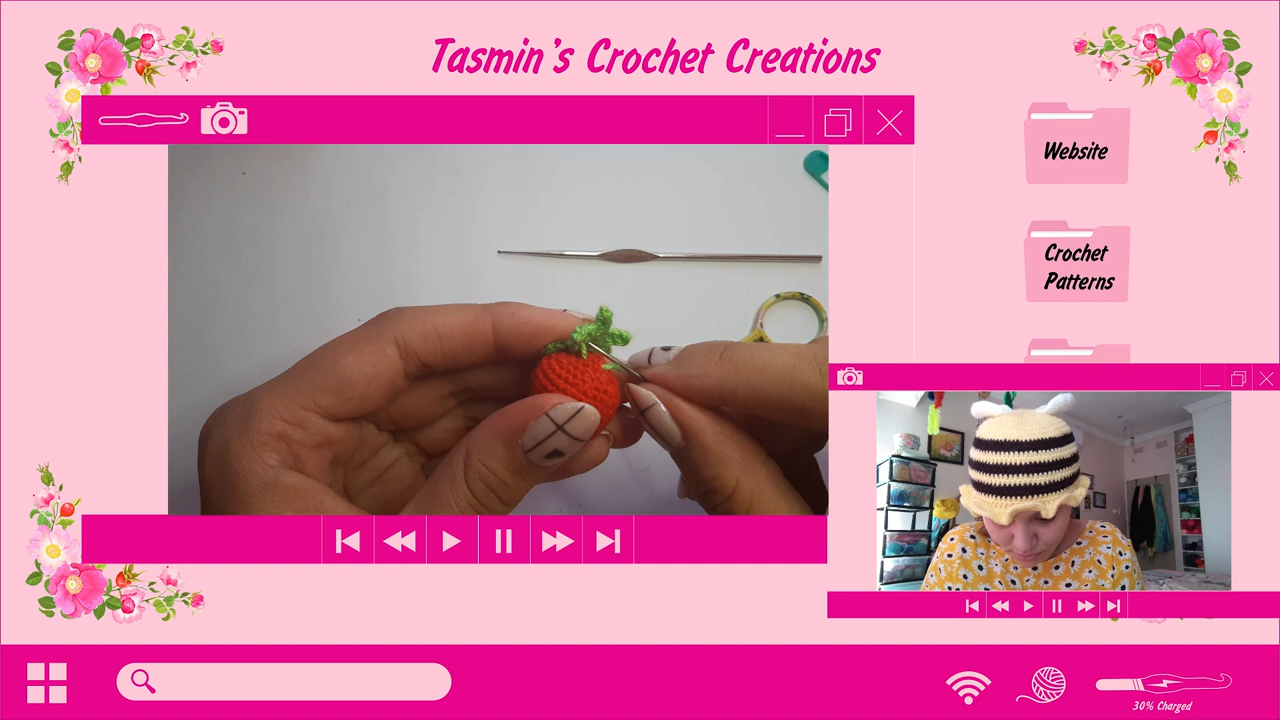 Tasmin's Crochet Creations
Website
Crochet
Patterns
30% Charged